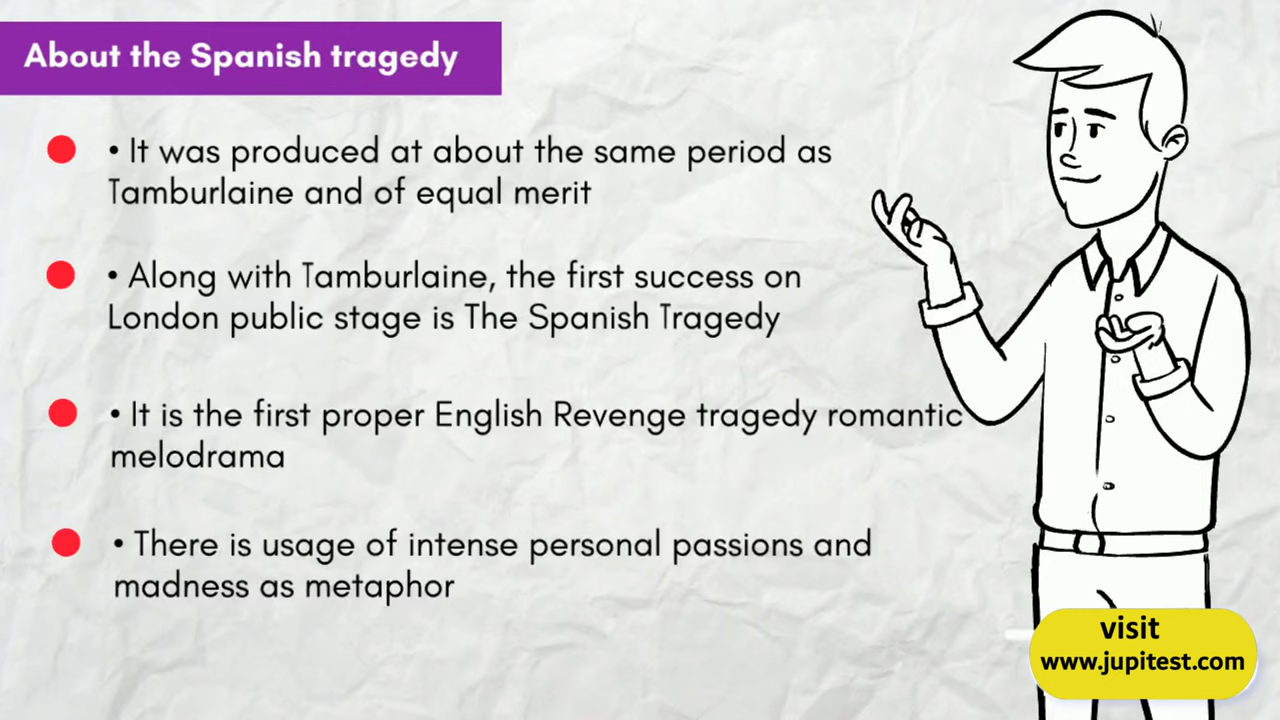 About the Spanish tragedy
• It was produced at about the same period as
Tamburlaine and of equal merit
• Along with Tamburlaine, the first success on
London public stage is The Spanish Tragedy
• It is the first proper English Revenge tragedy romantic
melodrama
• There is usage of intense personal passions and
madness as metaphor
visit
www.jupitest.com